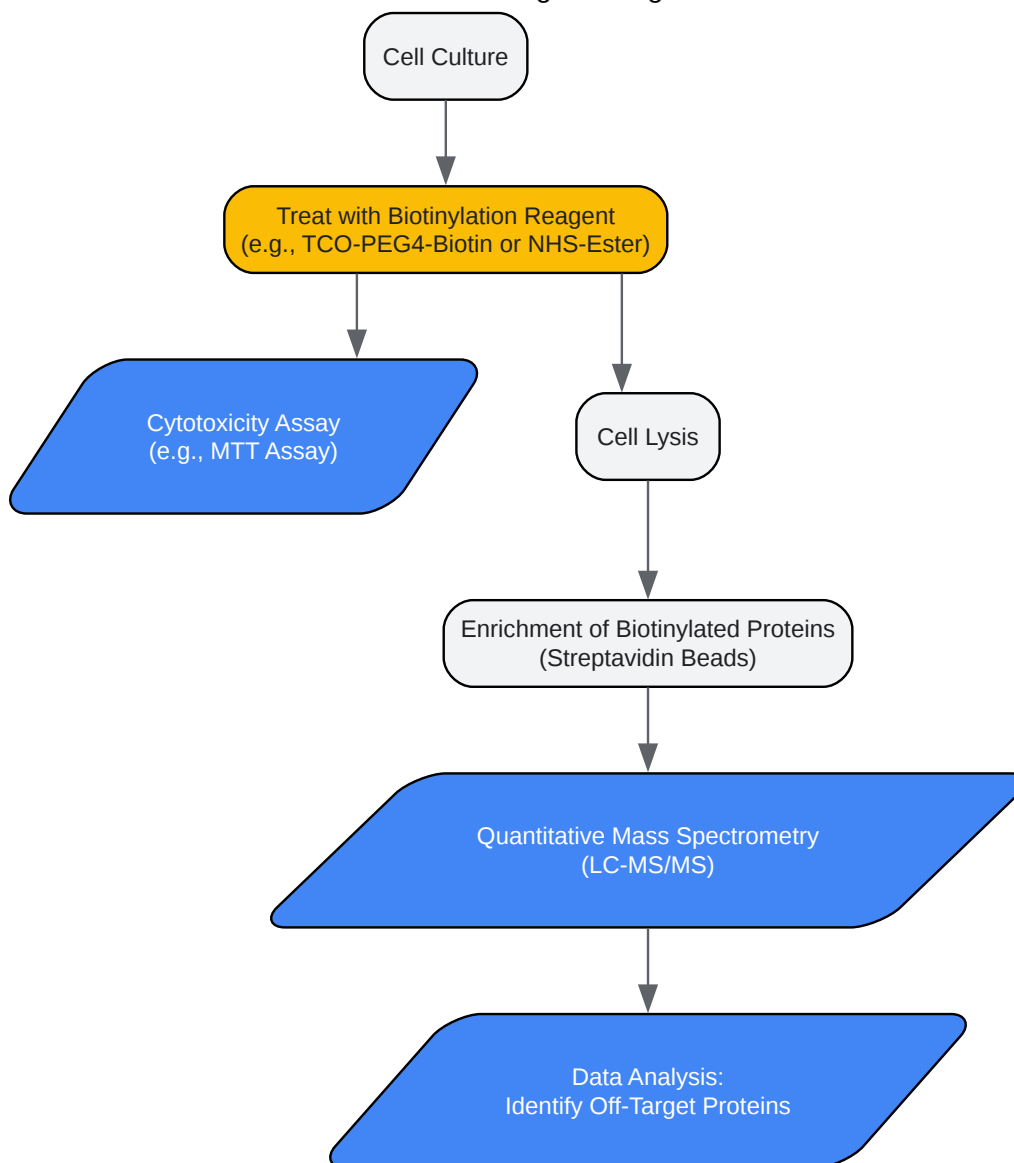 Cell Culture
Treat with Biotinylation Reagent
(e.g., TCO-PEG4-Biotin or NHS-Ester)
Cytotoxicity Assay
(e.g., MTT Assay)
Cell Lysis
Enrichment of Biotinylated Proteins
(Streptavidin Beads)
Quantitative Mass Spectrometry
(LC-MS/MS)
Data Analysis:
Identify Off-Target Proteins